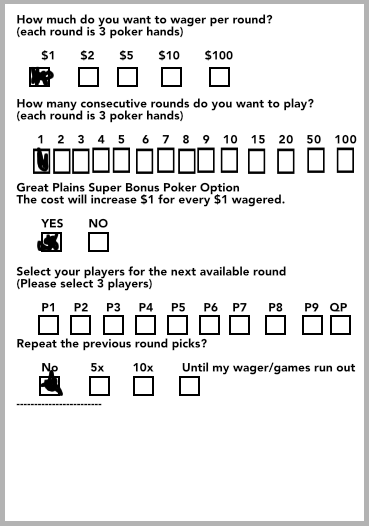 How much do you want to wager per round?
(each round is 3 poker hands)
$1 $2 $5 $10 $100
How many consecutive rounds do you want to play?
(each round is 3 poker hands)
1 2 3 4 5 6 7 8 9 10 15 20 50 100
Great Plains Super Bonus Poker Option
The cost will increase $1 for every $1 wagered.
YES NO
Select your players for the next available round
(Please select 3 players)
P1 P2 P3 P4 P5 P6 P7 P8 P9 QP
Repeat the previous round picks?
No 5x 10x Until my wager/games run out
------------------------